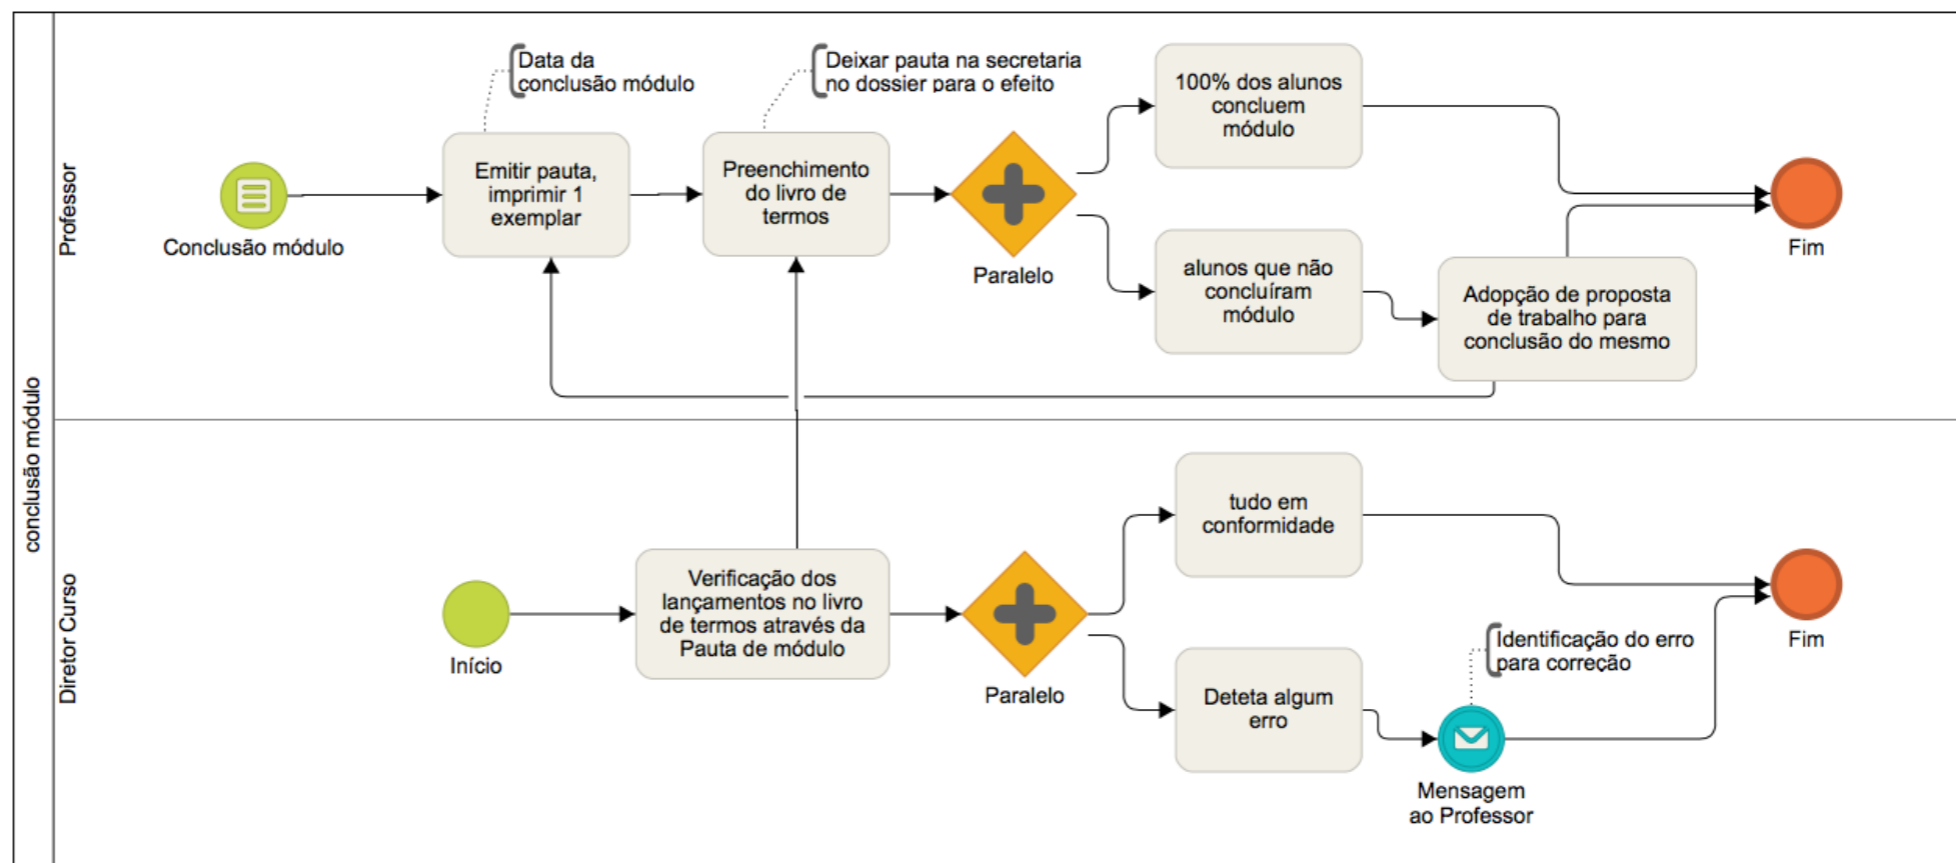 conclusão módulo
Professor
Conclusão módulo
Data da
conclusão módulo
Emitir pauta,
imprimir 1
exemplar
Deixar pauta na secretaria
no dossier para o efeito
Preenchimento
do livro de
termos
Paralelo
100% dos alunos
concluem
módulo
alunos que não
concluíram
módulo
Adopção de proposta
de trabalho para
conclusão do mesmo
Fim
Diretor Curso
Início
Verificação dos
lançamentos no livro
de termos através da
Pauta de módulo
Paralelo
tudo em
conformidade
Deteta algum
erro
Identificação do erro
para correção
Mensagem
ao Professor
Fim